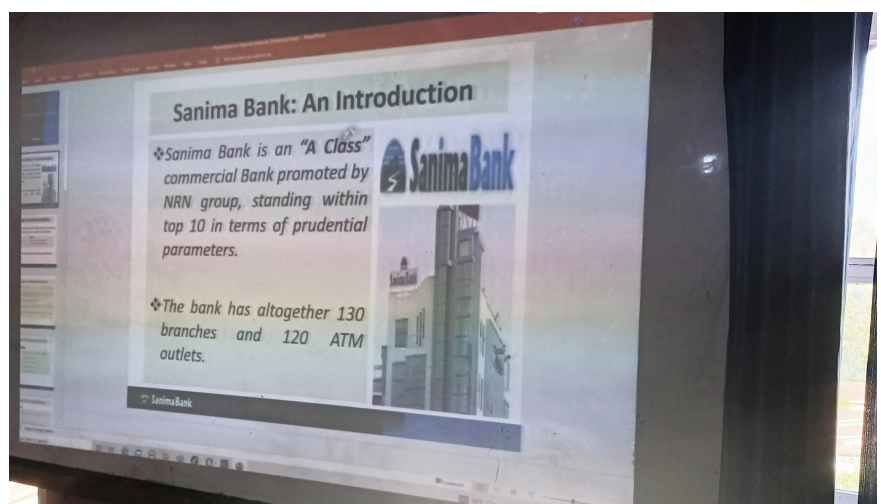 Sanima Bank: An Introduction
❖Sanima Bank is an "A Class"
commercial Bank promoted by
NRN group, standing within
top 10 in terms of prudential
parameters.
❖The bank has altogether 130
branches and 120 ATM
outlets.
SanimaBank
SanimaBank
SanimaBank